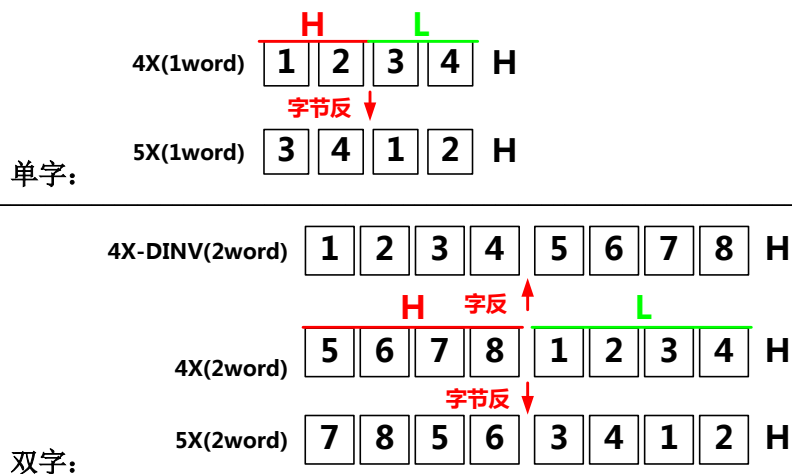 H L
4X(1word) 1 2 3 4 H
字节反
5X(1word) 3 4 1 2 H
单字：
4X-DINV(2word) 1 2 3 4 5 6 7 8 H
H 字反 L
4X(2word) 5 6 7 8 1 2 3 4 H
字节反
5X(2word) 7 8 5 6 3 4 1 2 H
双字：